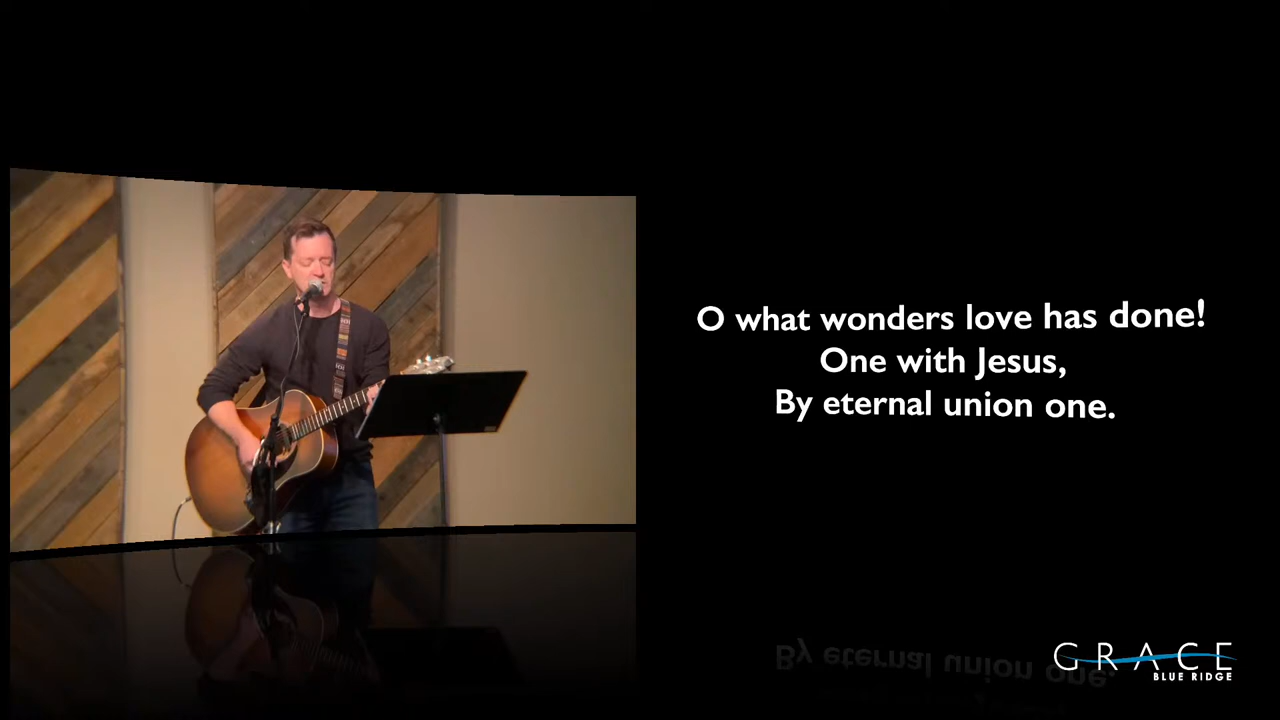 O what wonders love has done!
One with Jesus,
By eternal union one.
By eternal union one.
GRACE
BLUE RIDGE